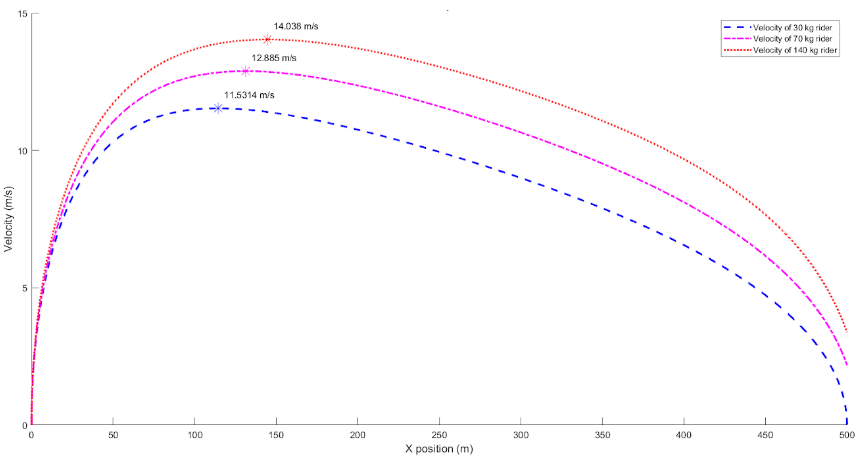 15
14.038 m/s
Velocity of 30 kg rider
Velocity of 70 kg rider
Velocity of 140 kg rider
12.885 m/s
11.5314 m/s
10
Velocity (m/s)
5
0
0
50
100
150
200
250
300
350
400
450
500
X position (m)